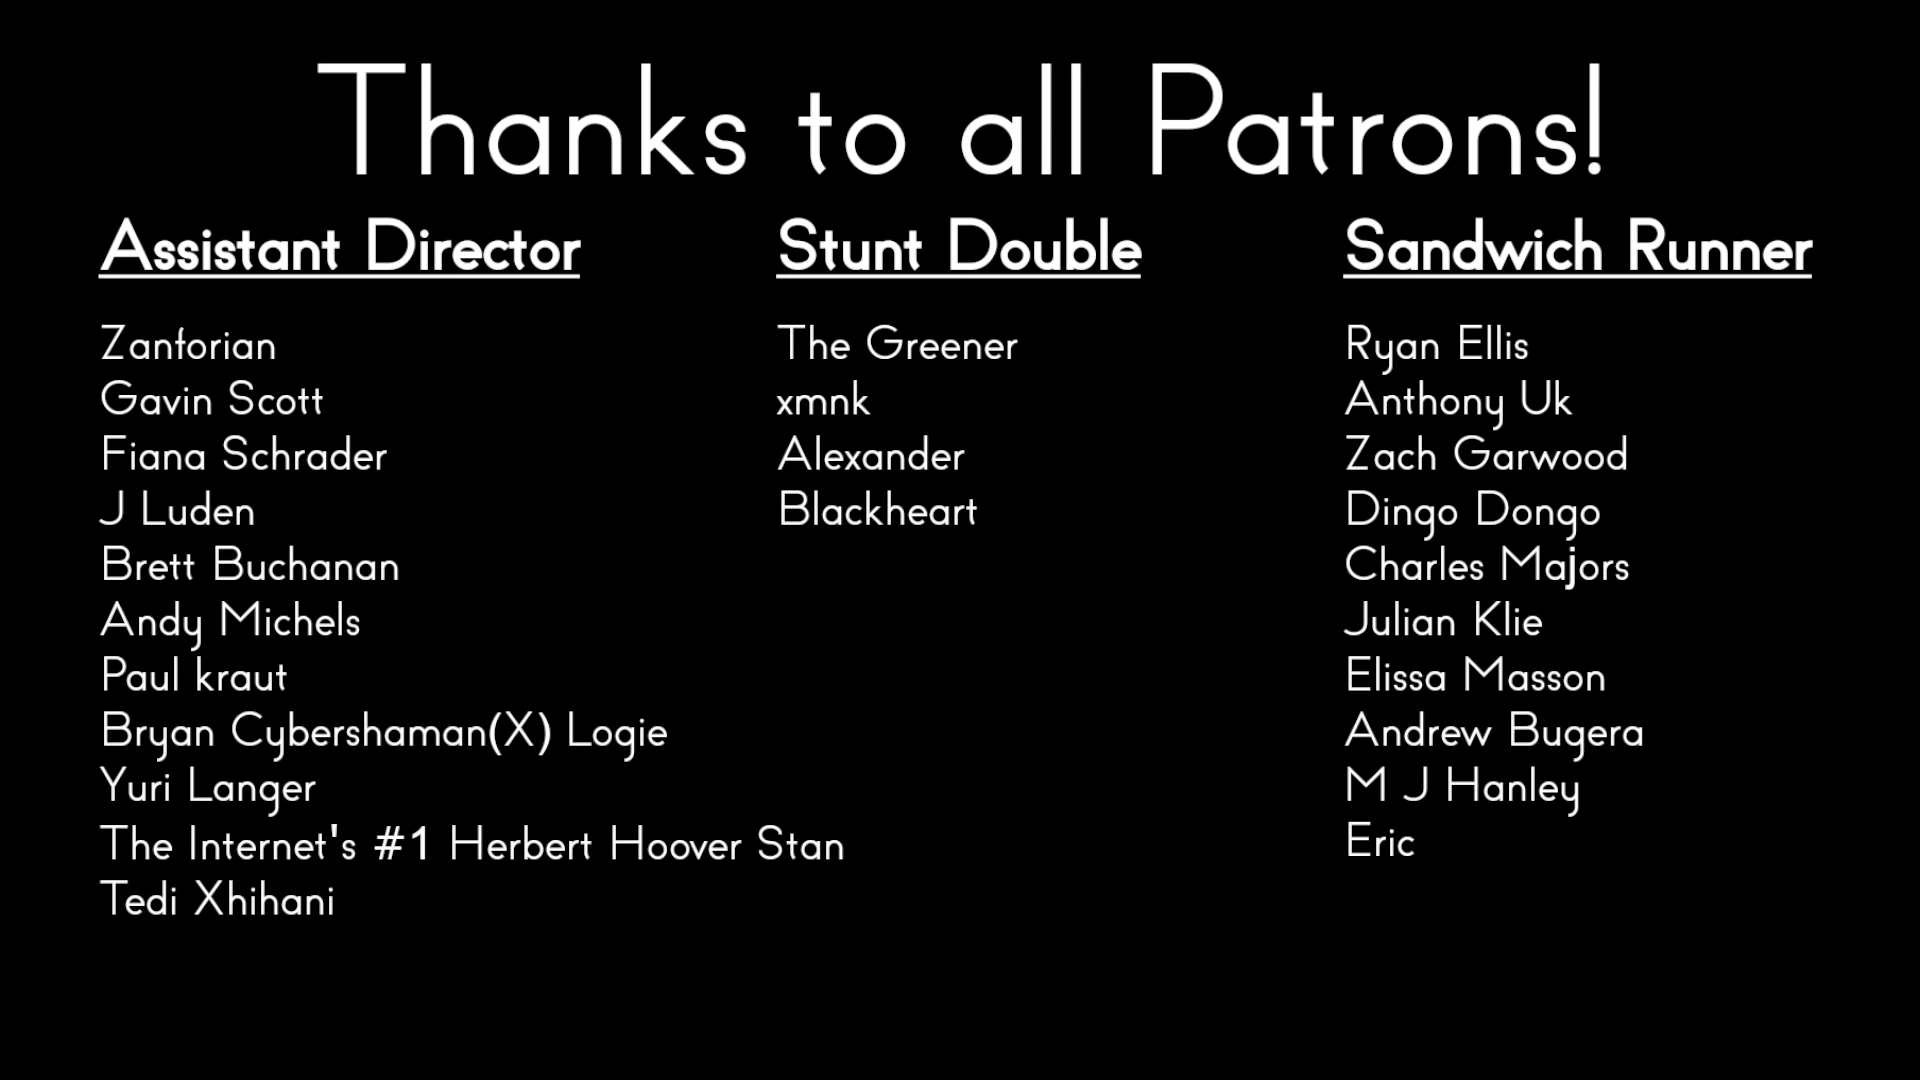 Thanks to all Patrons!
Assistant Director
Zanforian
Gavin Scott
Fiana Schrader
J Luden
Brett Buchanan
Andy Michels
Paul kraut
Bryan Cybershaman(X) Logie
Yuri Langer
The Internet's #1 Herbert Hoover Stan
Tedi Xhihani
Stunt Double
The Greener
xmnk
Alexander
Blackheart
Sandwich Runner
Ryan Ellis
Anthony Uk
Zach Garwood
Dingo Dongo
Charles Majors
Julian Klie
Elissa Masson
Andrew Bugera
M J Hanley
Eric